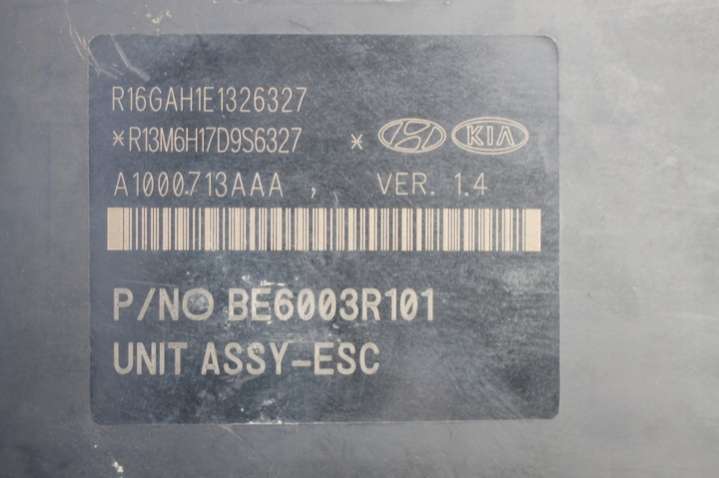 R16GAH1E1326327
*R13M6H17D9S6327 * KIA
A1000713AAA , VER. 1.4
P/NO BE6003R101
UNIT ASSY-ESC